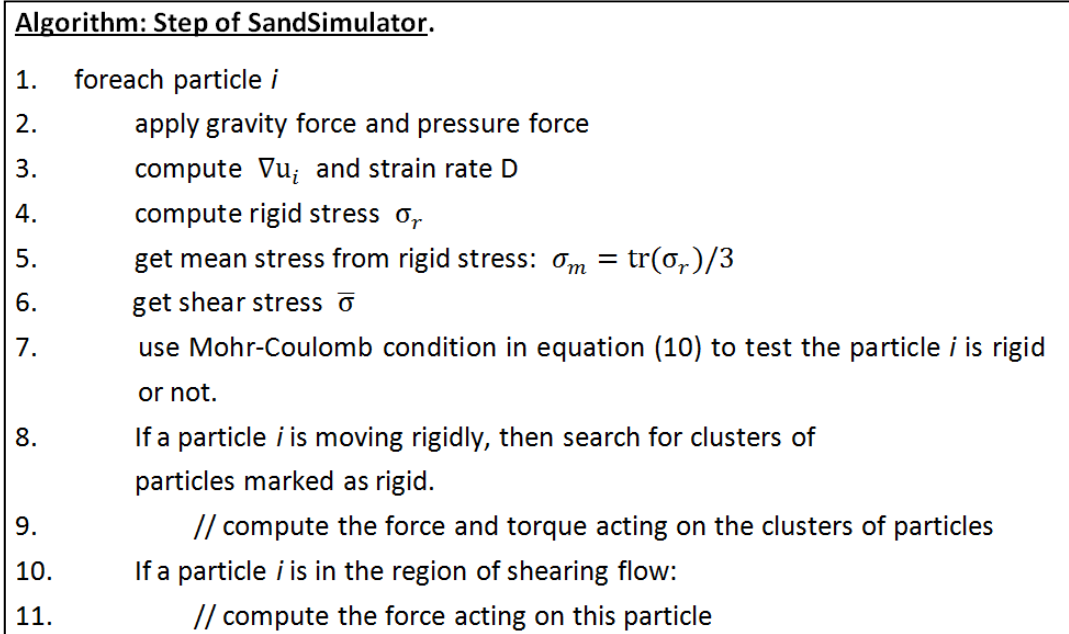 Algorithm: Step of SandSimulator.
1. foreach particle i
2. apply gravity force and pressure force
3. compute ∇uᵢ and strain rate D
4. compute rigid stress σᵣ
5. get mean stress from rigid stress: σₘ = tr(σᵣ)/3
6. get shear stress σ̅
7. use Mohr-Coulomb condition in equation (10) to test the particle i is rigid
or not.
8. If a particle i is moving rigidly, then search for clusters of
particles marked as rigid.
9. // compute the force and torque acting on the clusters of particles
10. If a particle i is in the region of shearing flow:
11. // compute the force acting on this particle